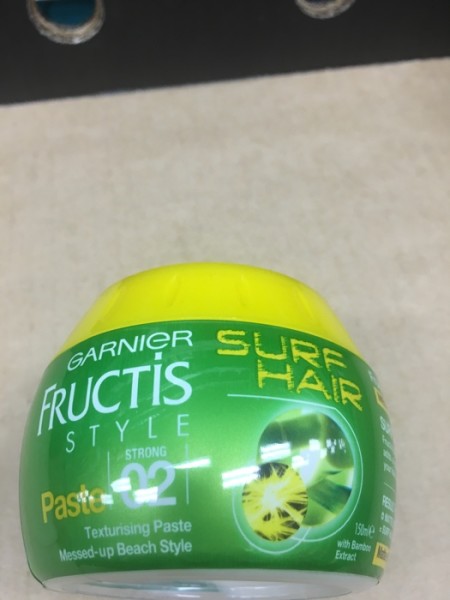 GARNIER
FRUCTIS
STYLE
STRONG
Paste 02
Texturising Paste
Messed-up Beach Style
SURF
HAIR
150ml e
with Bamboo
Extract